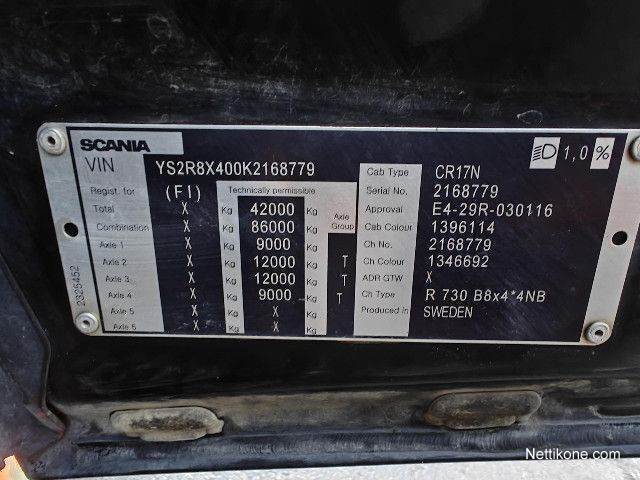 SCANIA
VIN YS2R8X400K2168779
1,0 %
Regist. for (FI) Technically permissible
Total X Kg 42000 Kg Axle Group
Combination X Kg 86000 Kg
Axle 1 X Kg 9000 Kg
Axle 2 X Kg 12000 Kg T
Axle 3 X Kg 12000 Kg T
Axle 4 X Kg 9000 Kg T
Axle 5 X Kg X Kg
Axle 6 X Kg X Kg
Cab Type CR17N
Serial No. 2168779
Approval E4-29R-030116
Cab Colour 1396114
Ch No. 2168779
Ch Colour 1346692
ADR GTW X
Ch Type R 730 B8x4*4NB
Produced in SWEDEN
2325452
Nettikone.com